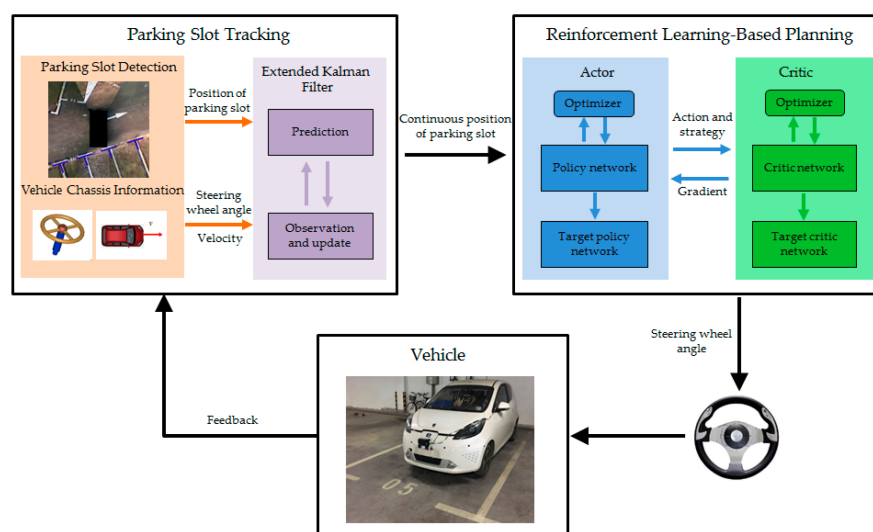 Parking Slot Tracking
Parking Slot Detection
Position of
parking slot
Vehicle Chassis Information
Steering
wheel angle
Velocity
Extended Kalman
Filter
Prediction
Observation
and update
Continuous position
of parking slot
Reinforcement Learning-Based Planning
Actor
Optimizer
Policy network
Target policy
network
Action and
strategy
Gradient
Critic
Optimizer
Critic network
Target critic
network
Steering wheel
angle
Vehicle
05
Feedback